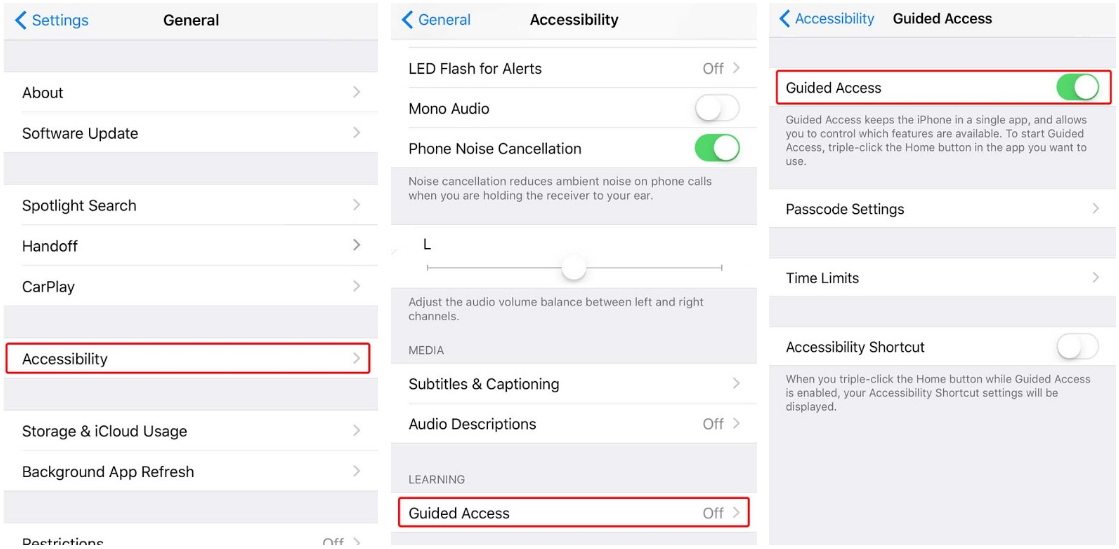 Settings
General
About
Software Update
Spotlight Search
Handoff
CarPlay
Accessibility
Storage & iCloud Usage
Background App Refresh
Restrictions Off
General
Accessibility
LED Flash for Alerts Off
Mono Audio
Phone Noise Cancellation
Noise cancellation reduces ambient noise on phone calls
when you are holding the receiver to your ear.
L
Adjust the audio volume balance between left and right
channels.
MEDIA
Subtitles & Captioning
Audio Descriptions Off
LEARNING
Guided Access Off
Accessibility
Guided Access
Guided Access
Guided Access keeps the iPhone in a single app, and allows
you to control which features are available. To start Guided
Access, triple-click the Home button in the app you want to
use.
Passcode Settings
Time Limits
Accessibility Shortcut
When you triple-click the Home button while Guided Access
is enabled, your Accessibility Shortcut settings will be
displayed.